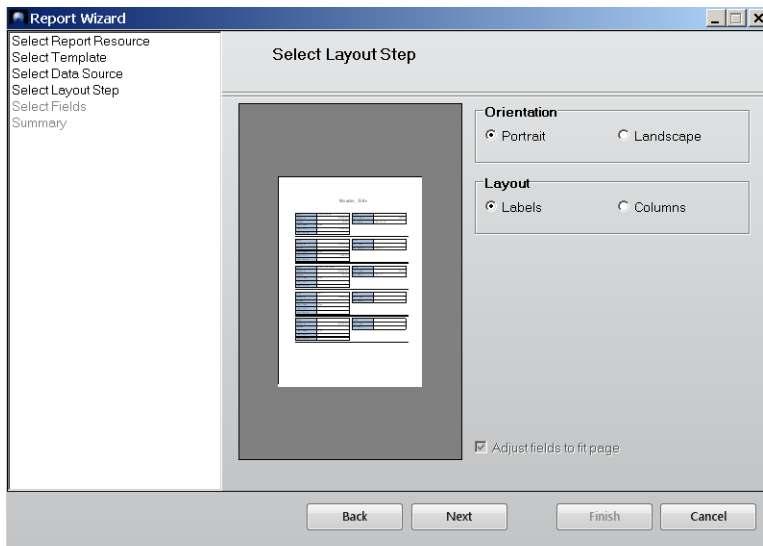 Report Wizard
Select Report Resource
Select Template
Select Data Source
Select Layout Step
Select Fields
Summary
Select Layout Step
Orientation
Portrait
Landscape
Layout
Labels
Columns
Adjust fields to fit page
Back
Next
Finish
Cancel